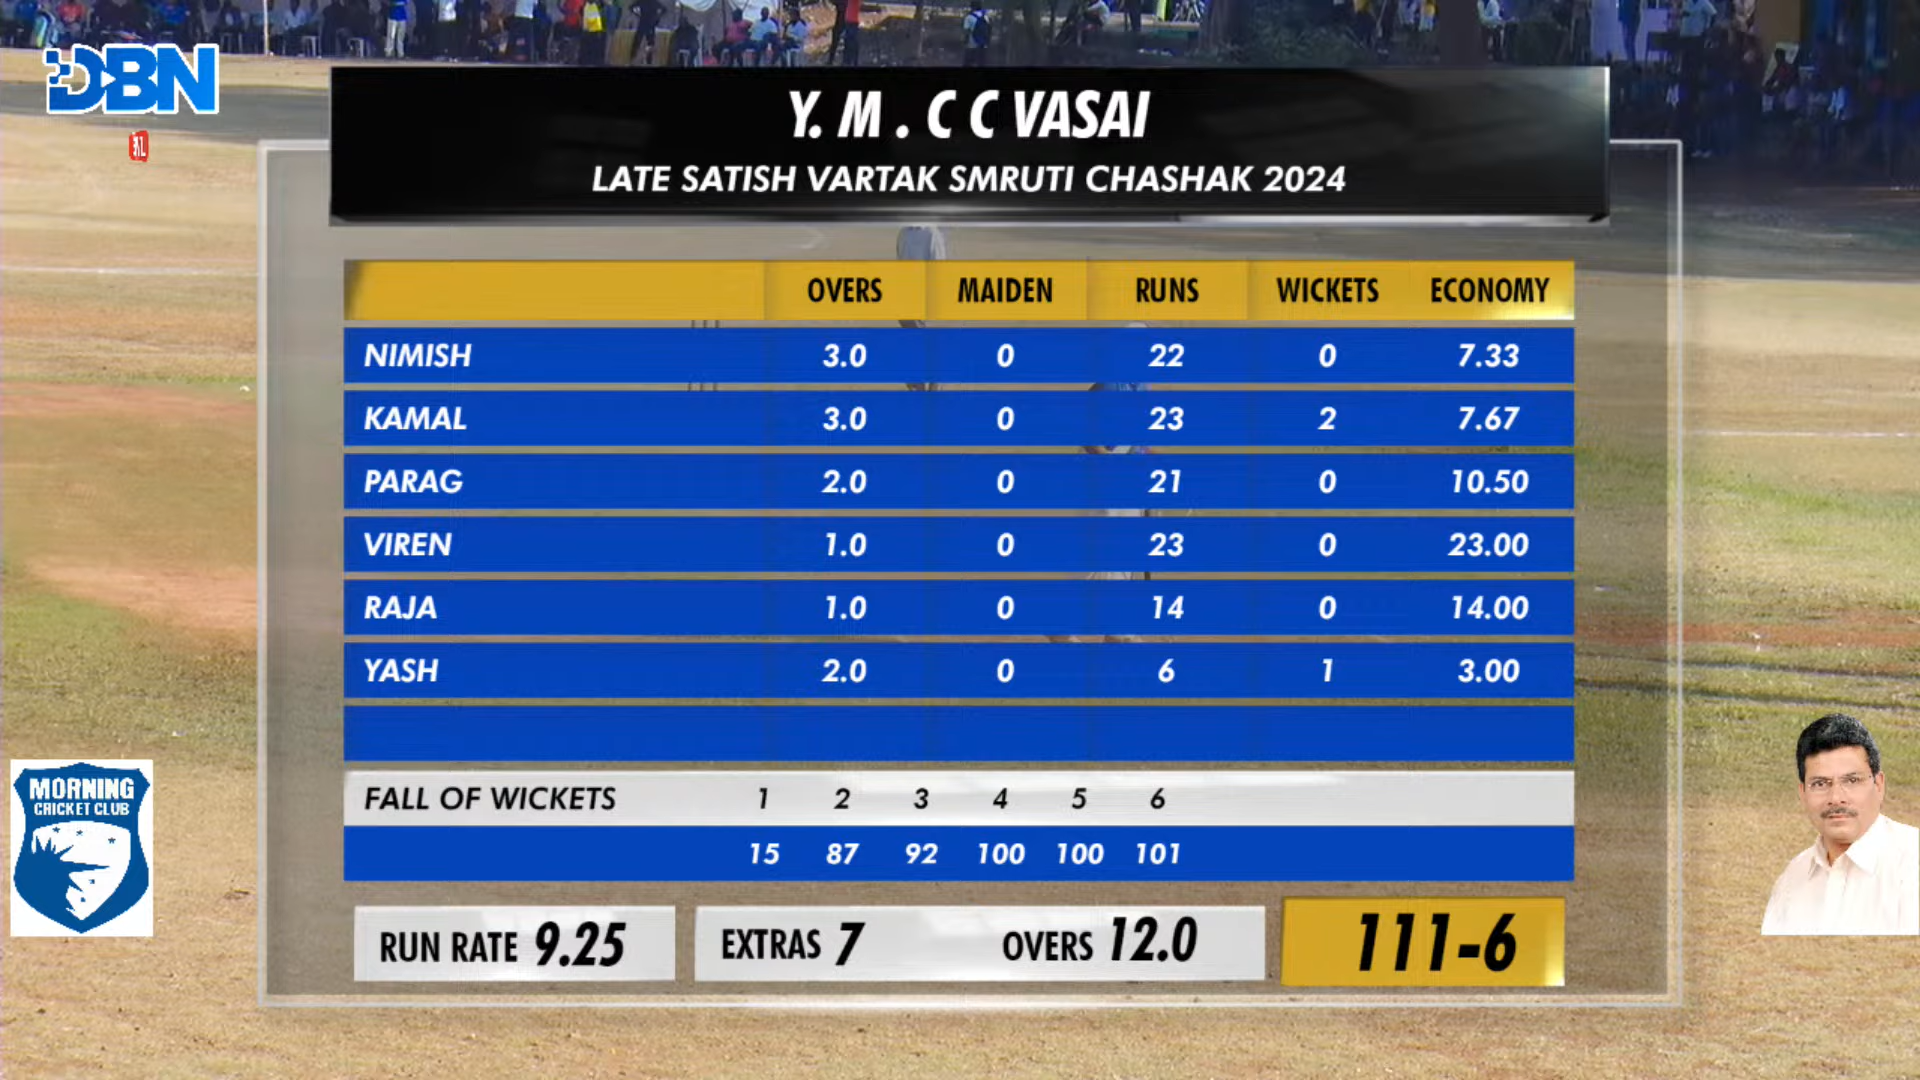 DBN
Y. M . C C VASAI
LATE SATISH VARTAK SMRUTI CHASHAK 2024
OVERS MAIDEN RUNS WICKETS ECONOMY
NIMISH 3.0 0 22 0 7.33
KAMAL 3.0 0 23 2 7.67
PARAG 2.0 0 21 0 10.50
VIREN 1.0 0 23 0 23.00
RAJA 1.0 0 14 0 14.00
YASH 2.0 0 6 1 3.00
FALL OF WICKETS 1 2 3 4 5 6
15 87 92 100 100 101
RUN RATE 9.25 EXTRAS 7 OVERS 12.0 111-6
MORNING
CRICKET CLUB